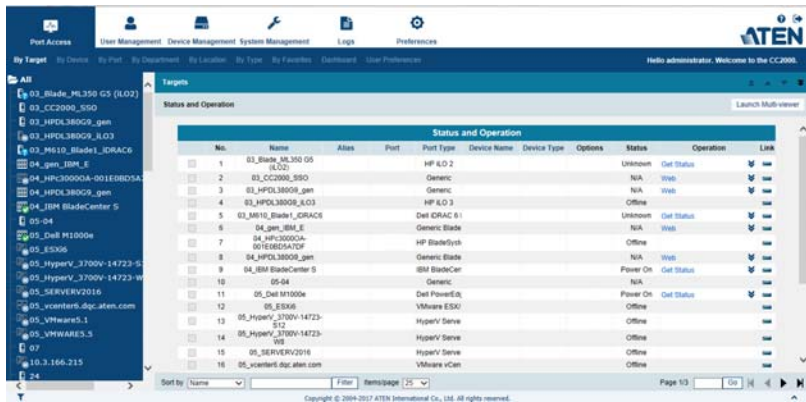 Port Access
User Management
Device Management
System Management
Logs
Preferences
ATEN
By Target
By Device
By Port
By Department
By Location
By Type
By Favorites
Dashboard
User Preferences
Hello administrator. Welcome to the CC2000.
All
03_Blade_ML350 G5 (iLO2)
03_CC2000_SSO
03_HPDL380G9_gen
03_HPDL380G9_iLO3
03_M610_Blade1_iDRAC6
04_gen_IBM_E
04_HPc3000OA-001E0BD5A
04_HPDL380G9_gen
04_IBM BladeCenter S
05-04
05_Dell M1000e
05_ESXi6
05_HyperV_3700V-14723-S
05_HyperV_3700V-14723-W
05_SERVERV2016
05_vcenter6.dqc.aten.com
05_VMware5.1
05_VMWARE5.5
07
10.3.166.215
24
Targets
Status and Operation
Launch Multi-viewer
Status and Operation
No. Name Alias Port Port Type Device Name Device Type Options Status Operation Link
1 03_Blade_ML350 G5 (iLO2) HP iLO 2 Unknown Get Status
2 03_CC2000_SSO Generic N/A Web
3 03_HPDL380G9_gen Generic N/A Web
4 03_HPDL380G9_iLO3 HP iLO 3 Offline
5 03_M610_Blade1_iDRAC6 Dell iDRAC 6 Unknown Get Status
6 04_gen_IBM_E Generic Blade N/A Web
7 04_HPc3000OA-001E0BD5A7DF HP BladeSyst Offline
8 04_HPDL380G9_gen Generic Blade N/A Web
9 04_IBM BladeCenter S IBM BladeCen Power On Get Status
10 05-04 Generic N/A
11 05_Dell M1000e Dell PowerEd Power On Get Status
12 05_ESXi6 VMware ESX Offline
13 05_HyperV_3700V-14723-S12 HyperV Serve Offline
14 05_HyperV_3700V-14723-W8 HyperV Serve Offline
15 05_SERVERV2016 HyperV Serve Offline
16 05_vcenter6.dqc.aten.com VMware vCen Offline
Sort by Name Filter Items/page 25 Page 1/3 Go
Copyright © 2004-2017 ATEN International Co., Ltd. All rights reserved.